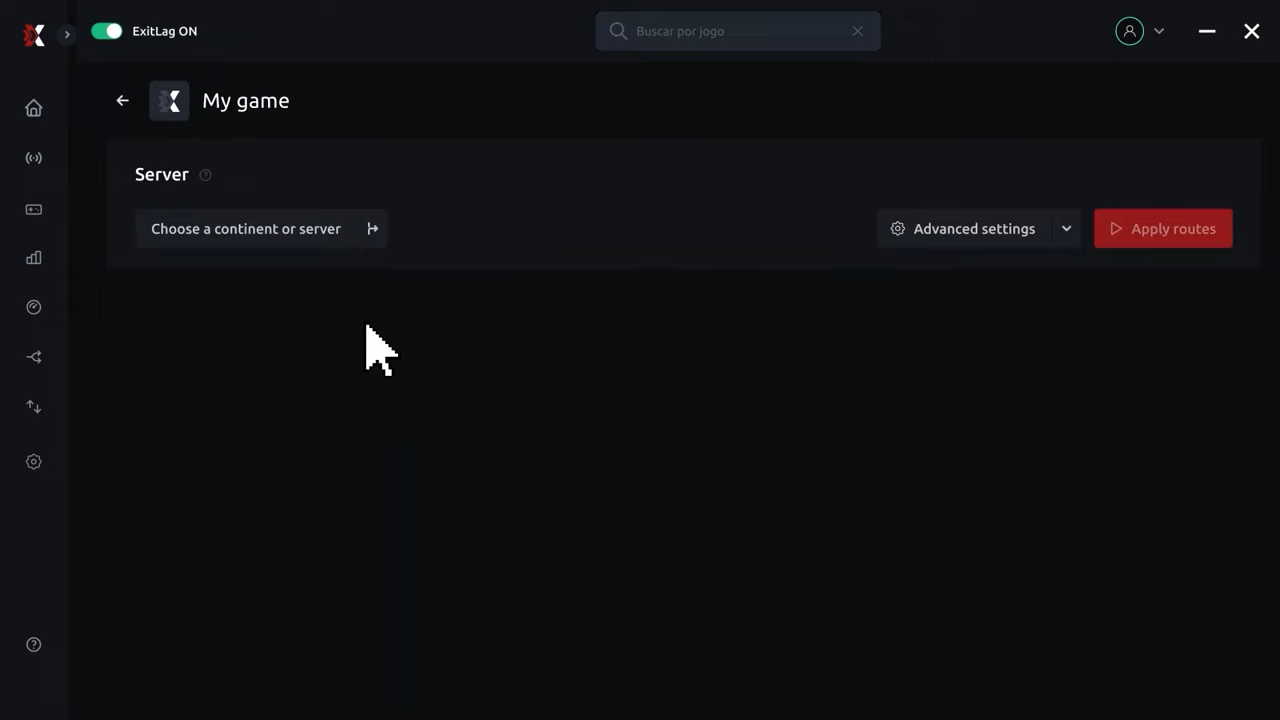 ExitLag ON
Buscar por jogo
My game
Server
Choose a continent or server
Advanced settings
Apply routes